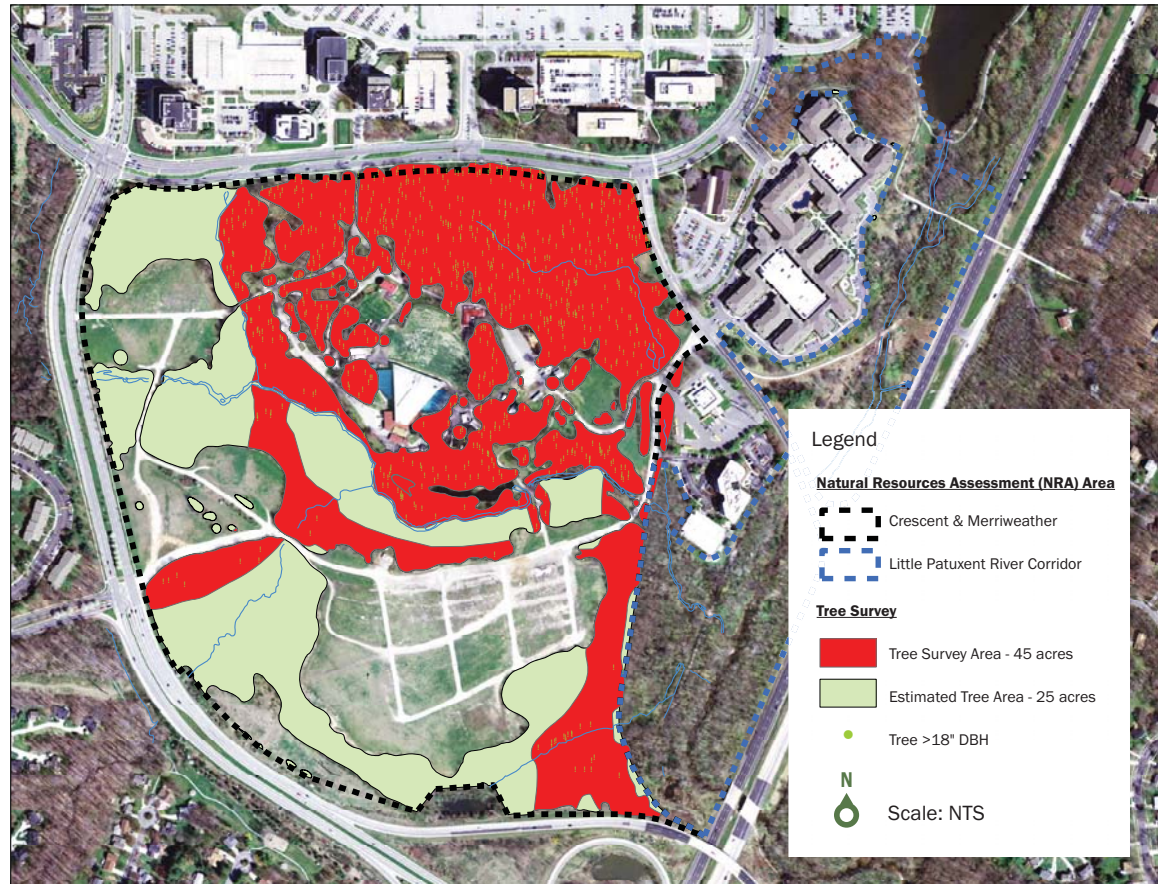 Legend
Natural Resources Assessment (NRA) Area
Crescent & Merriweather
Little Patuxent River Corridor
Tree Survey
Tree Survey Area - 45 acres
Estimated Tree Area - 25 acres
Tree >18" DBH
N
Scale: NTS